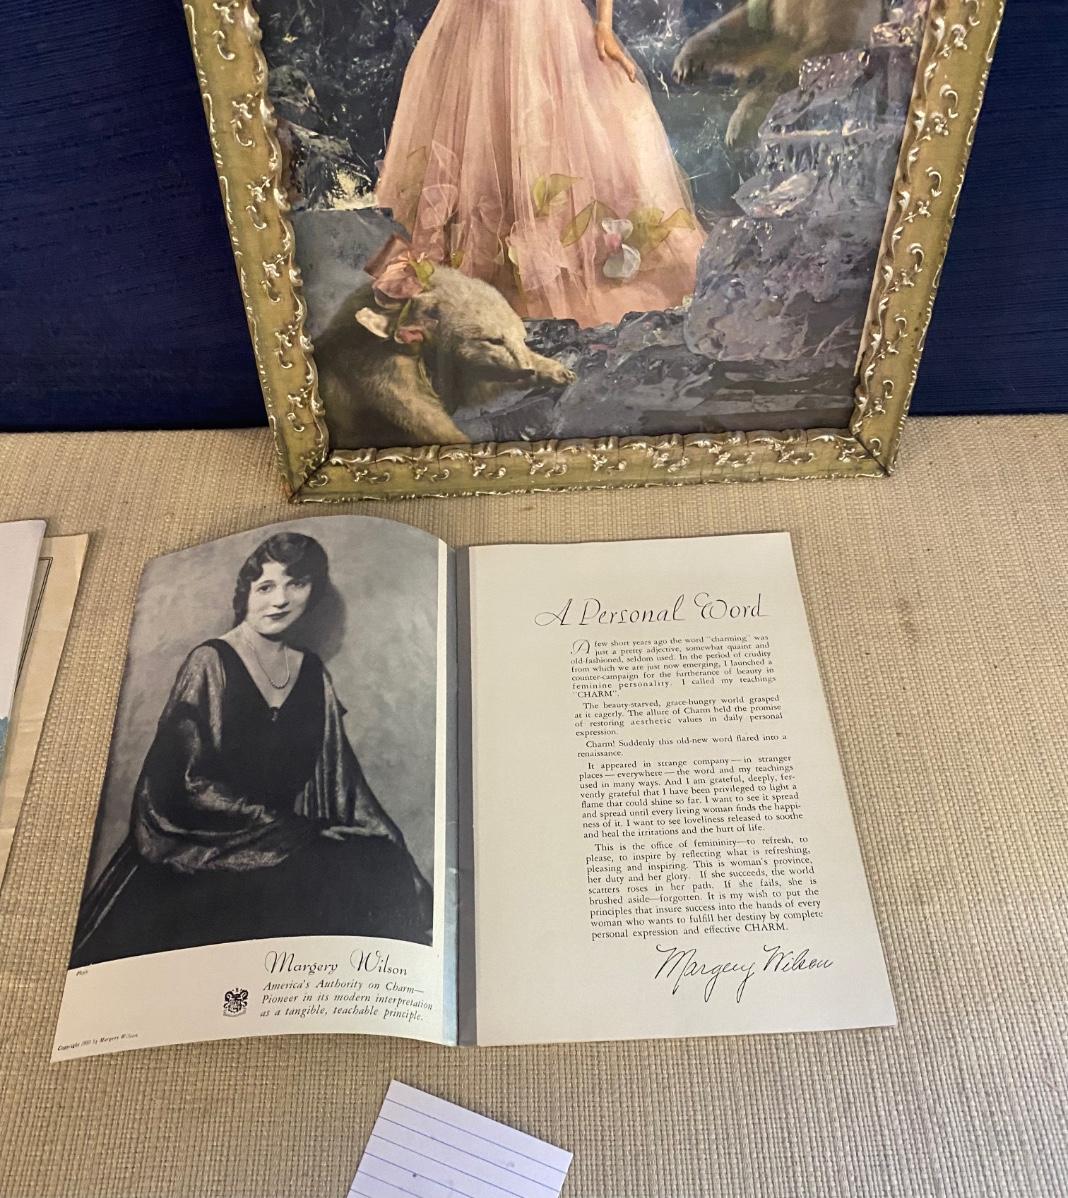 Margery Wilson
America's Authority on Charm—
Pioneer in its modern interpretation
as a tangible, teachable principle.
Copyright by Margery Wilson
A Personal Word
A few short years ago the word "charming" was
just a pretty adjective, somewhat quaint and
old-fashioned, seldom used. In the period of crudity
from which we are just now emerging, I launched a
counter-campaign for the furtherance of beauty in
feminine personality. I called my teachings
"CHARM".
The beauty-starved, grace-hungry world grasped
at it eagerly. The allure of Charm held the promise
of restoring aesthetic values in daily personal
expression.
Charm! Suddenly this old-new word flared into a
renaissance.
It appeared in strange company—in stranger
places—everywhere—the word and my teachings
used in many ways. And I am grateful, deeply, fer-
vently grateful that I have been privileged to light a
flame that could shine so far. I want to see it spread
and spread until every living woman finds the happi-
ness of it. I want to see loveliness released to soothe
and heal the irritations and the hurt of life.
This is the office of femininity—to refresh, to
please, to inspire by reflecting what is refreshing,
pleasing and inspiring. This is woman's province,
her duty and her glory. If she succeeds, the world
scatters roses in her path. If she fails, she is
brushed aside—forgotten. It is my wish to put the
principles that insure success into the hands of every
woman who wants to fulfill her destiny by complete
personal expression and effective CHARM.
Margery Wilson